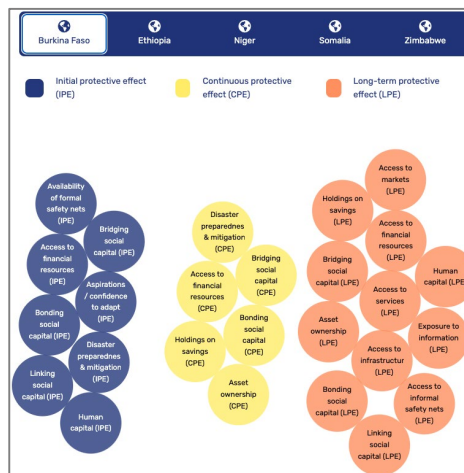 Burkina Faso
Ethiopia
Niger
Somalia
Zimbabwe
Initial protective effect
(IPE)
Continuous protective
effect (CPE)
Long-term protective
effect (LPE)
Availability
of formal
safety nets
(IPE)
Bridging
social
capital (IPE)
Access to
financial
resources
(IPE)
Aspirations
/ confidence
to adapt
(IPE)
Bonding
social
capital (IPE)
Disaster
preparednes
& mitigation
(IPE)
Linking
social
capital (IPE)
Human
capital (IPE)
Disaster
preparednes
& mitigation
(CPE)
Bridging
social capital
(CPE)
Access to
financial
resources
(CPE)
Bonding
social
capital
(CPE)
Holdings on
savings
(CPE)
Asset
ownership
(CPE)
Access to
markets
(LPE)
Holdings on
savings
(LPE)
Access to
financial
resources
(LPE)
Bridging
social
capital (LPE)
Human
capital (LPE)
Access to
services
(LPE)
Asset
ownership
(LPE)
Exposure to
information
(LPE)
Access to
infrastructur
(LPE)
Bonding
social
capital (LPE)
Access to
informal
safety nets
(LPE)
Linking
social
capital (LPE)